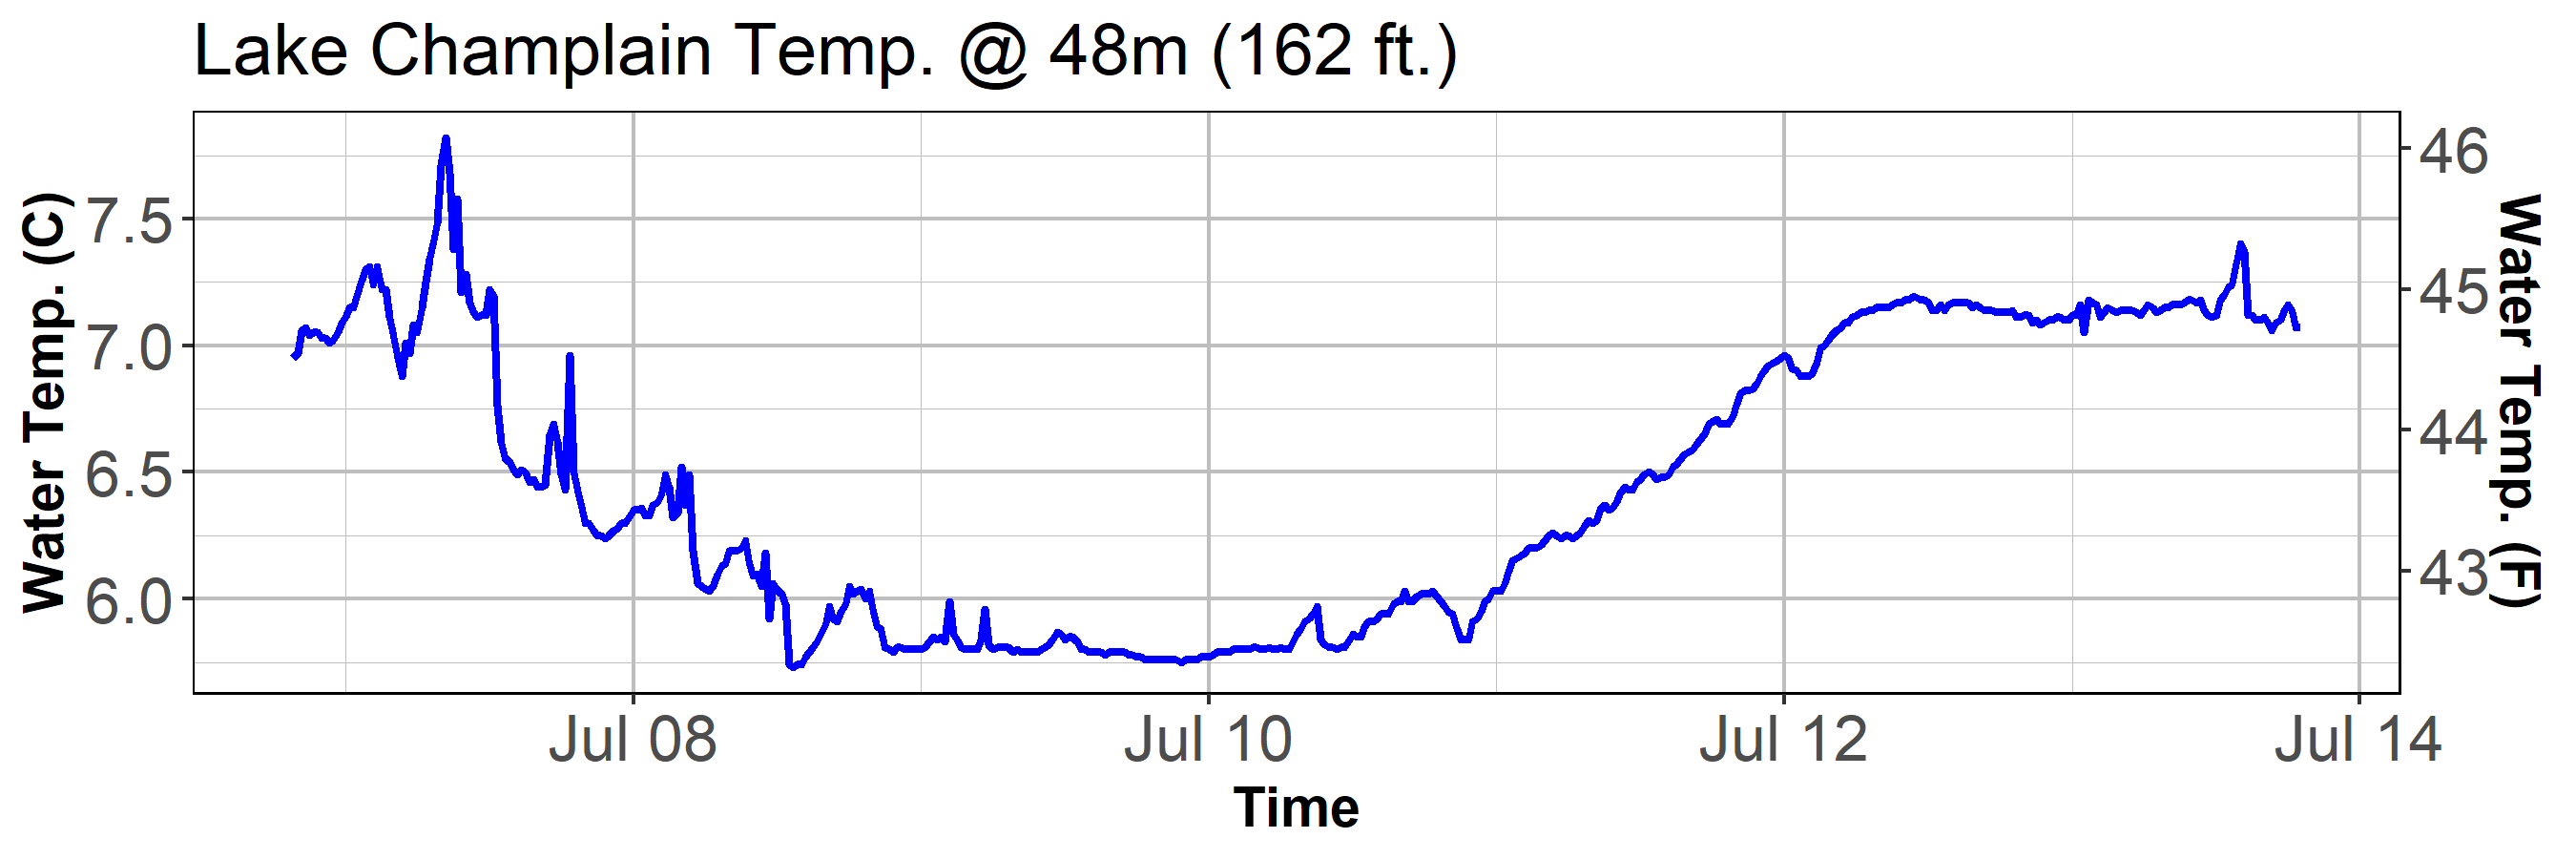 Lake Champlain Temp. @ 48m (162 ft.)
Water Temp. (C)
7.5
7.0
6.5
6.0
46
45
44
43
Water Temp. (F)
Jul 08
Jul 10
Jul 12
Jul 14
Time